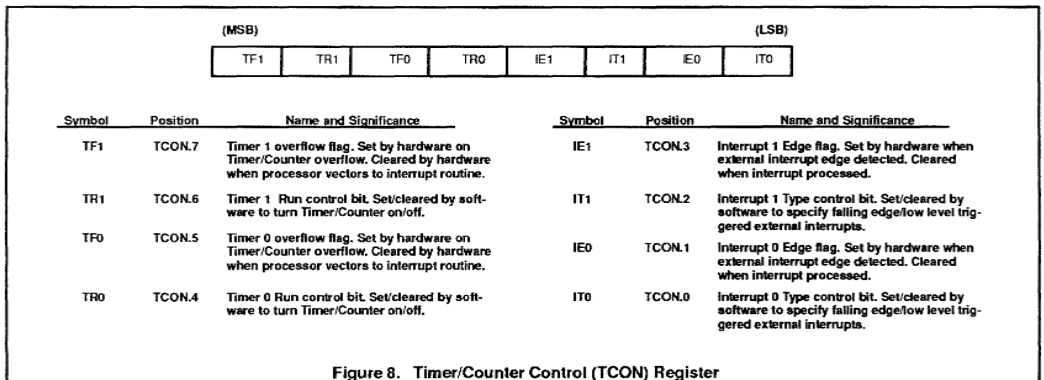 (MSB) (LSB)
TF1 TR1 TF0 TR0 IE1 IT1 IE0 IT0
Symbol Position Name and Significance
TF1 TCON.7 Timer 1 overflow flag. Set by hardware on
Timer/Counter overflow. Cleared by hardware
when processor vectors to interrupt routine.
TR1 TCON.6 Timer 1 Run control bit. Set/cleared by soft-
ware to turn Timer/Counter on/off.
TF0 TCON.5 Timer 0 overflow flag. Set by hardware on
Timer/Counter overflow. Cleared by hardware
when processor vectors to interrupt routine.
TR0 TCON.4 Timer 0 Run control bit. Set/cleared by soft-
ware to turn Timer/Counter on/off.
Symbol Position Name and Significance
IE1 TCON.3 Interrupt 1 Edge flag. Set by hardware when
external interrupt edge detected. Cleared
when interrupt processed.
IT1 TCON.2 Interrupt 1 Type control bit. Set/cleared by
software to specify falling edge/low level trig-
gered external interrupts.
IE0 TCON.1 Interrupt 0 Edge flag. Set by hardware when
external interrupt edge detected. Cleared
when interrupt processed.
IT0 TCON.0 Interrupt 0 Type control bit. Set/cleared by
software to specify falling edge/low level trig-
gered external interrupts.
Figure 8. Timer/Counter Control (TCON) Register